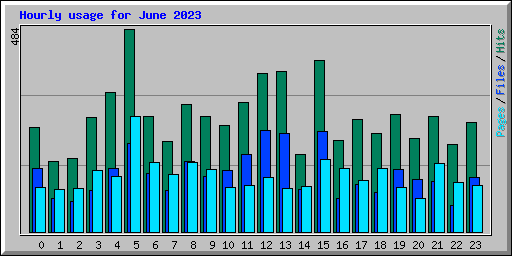 Hourly usage for June 2023
484
Pages / Files / Hits
0 1 2 3 4 5 6 7 8 9 10 11 12 13 14 15 16 17 18 19 20 21 22 23